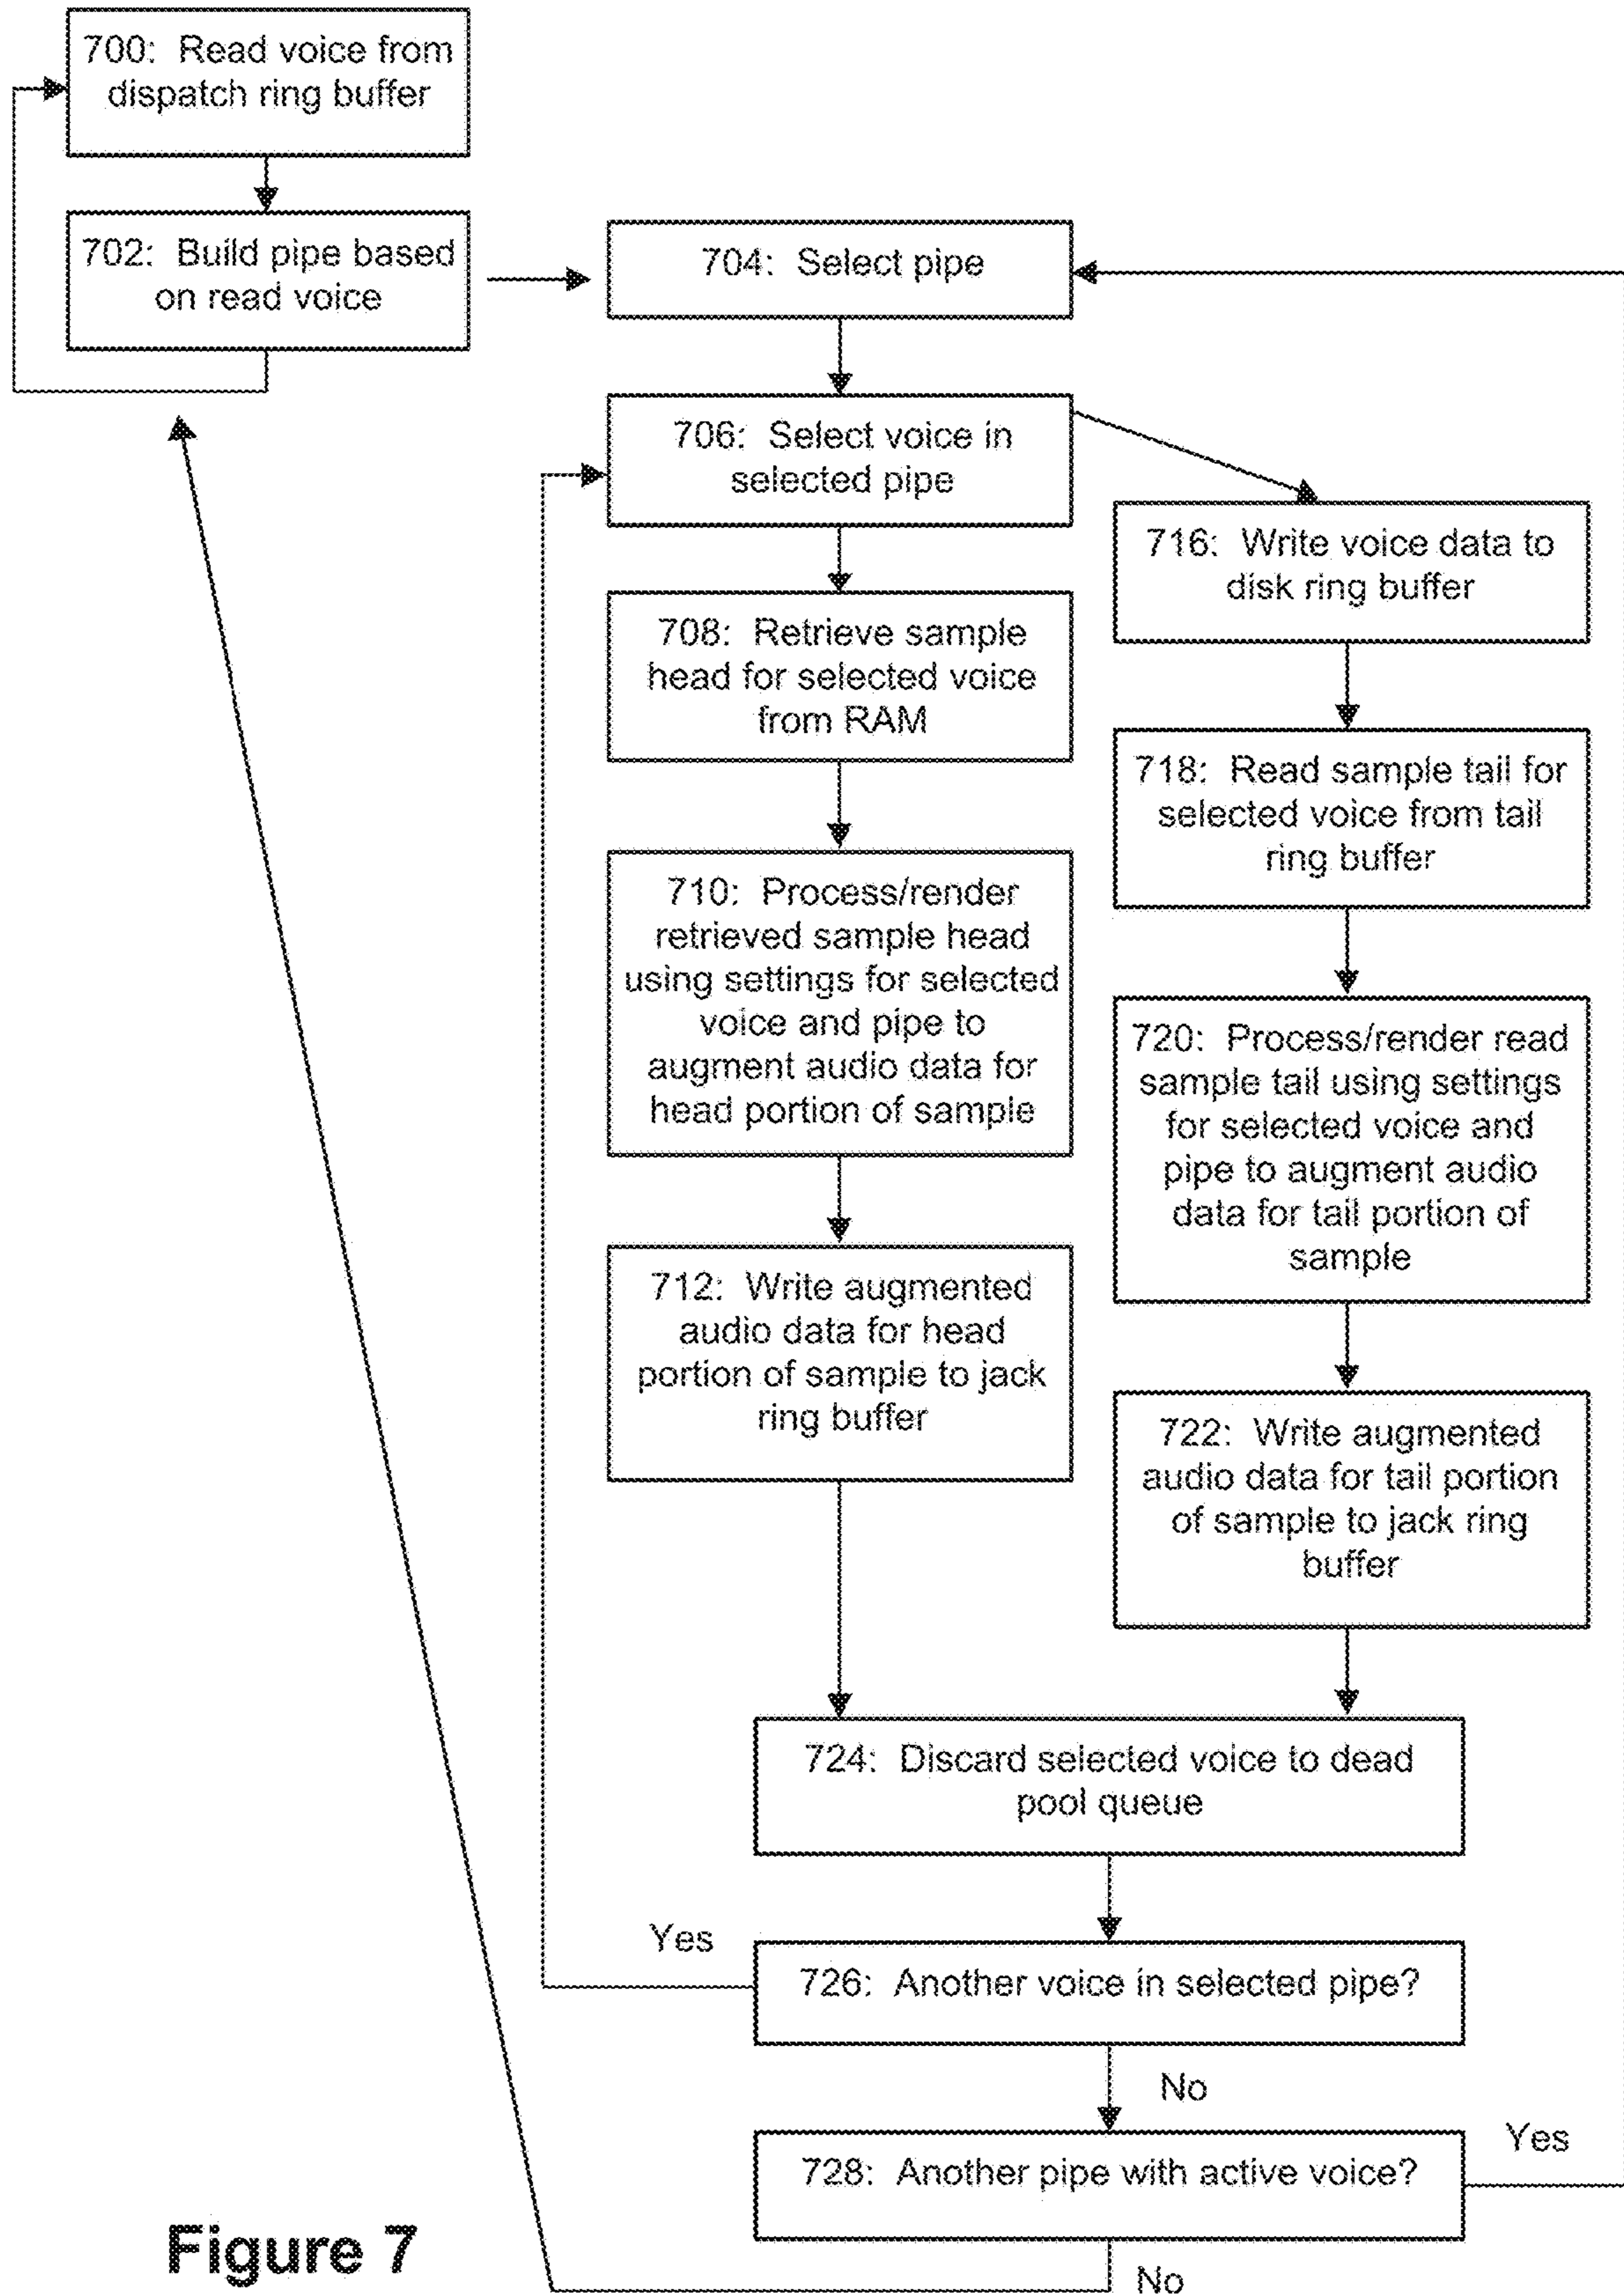 700: Read voice from
dispatch ring buffer
702: Build pipe based
on read voice
704: Select pipe
706: Select voice in
selected pipe
708: Retrieve sample
head for selected voice
from RAM
710: Process/render
retrieved sample head
using settings for selected
voice and pipe to
augment audio data for
head portion of sample
712: Write augmented
audio data for head
portion of sample to jack
ring buffer
716: Write voice data to
disk ring buffer
718: Read sample tail for
selected voice from tail
ring buffer
720: Process/render read
sample tail using settings
for selected voice and
pipe to augment audio
data for tail portion of
sample
722: Write augmented
audio data for tail portion
of sample to jack ring
buffer
724: Discard selected voice to dead
pool queue
Yes
726: Another voice in selected pipe?
No
728: Another pipe with active voice?
Yes
No
Figure 7